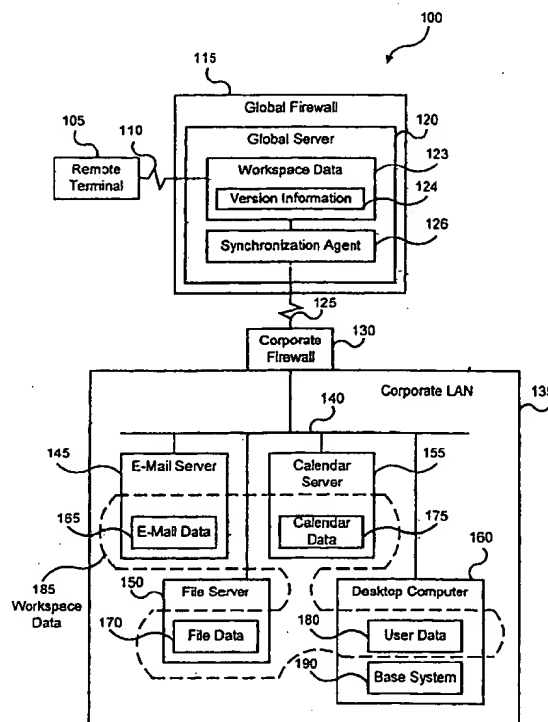 100
115
Global Firewall
120
Global Server
105
110
123
Workspace Data
Remote
Terminal
124
Version Information
126
Synchronization Agent
125
130
Corporate
Firewall
Corporate LAN
135
140
145
E-Mail Server
155
Calendar
Server
165
E-Mail Data
175
Calendar
Data
160
185
Workspace
Data
150
File Server
Desktop Computer
170
File Data
180
User Data
190
Base System